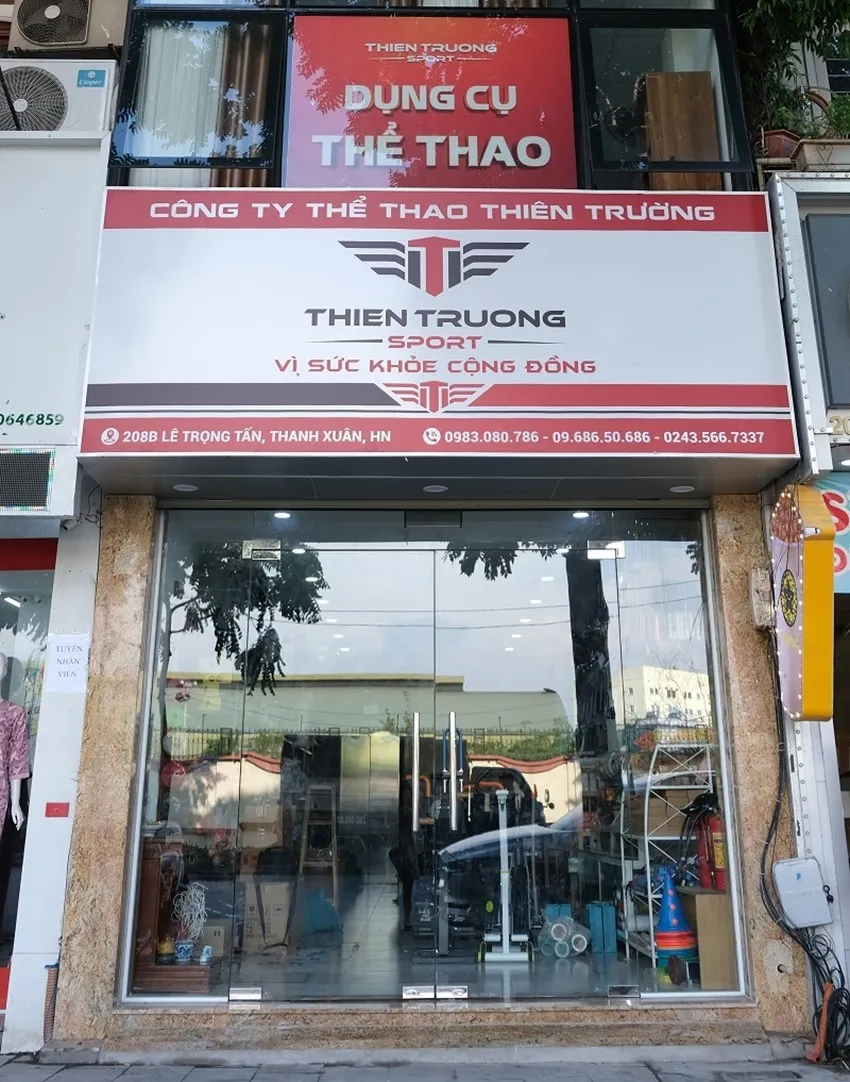 Casper
THIEN TRUONG
SPORT
DỤNG CỤ
THỂ THAO
CÔNG TY THỂ THAO THIÊN TRƯỜNG
THIEN TRUONG
SPORT
VÌ SỨC KHỎE CỘNG ĐỒNG
208B LÊ TRỌNG TẤN, THANH XUÂN, HN 0983.080.786 - 09.686.50.686 - 0243.566.7337
0646859
20
S
TUYỂN
NHÂN
VIÊN